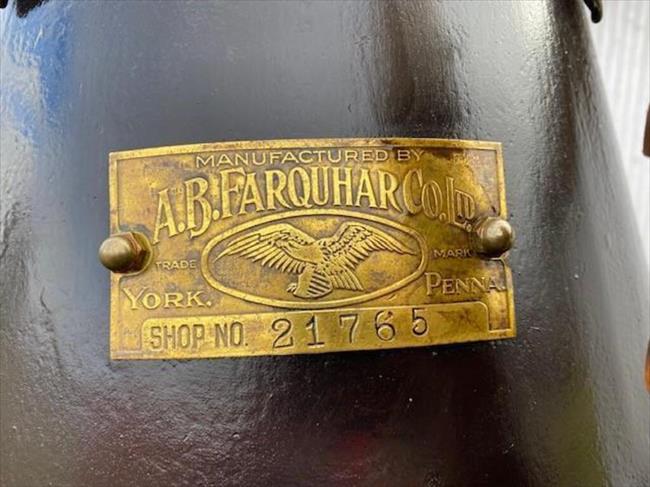 MANUFACTURED BY
A.B. FARQUHAR CO. LTD.
TRADE MARK
YORK. PENNA.
SHOP NO. 21765